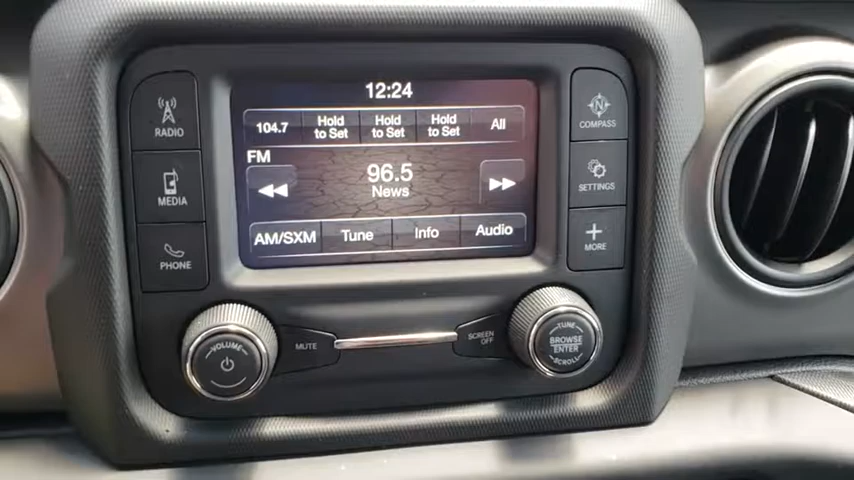 12:24
104.7
Hold
to Set
Hold
to Set
Hold
to Set
All
FM
96.5
News
AM/SXM
Tune
Info
Audio
RADIO
MEDIA
PHONE
N
COMPASS
SETTINGS
MORE
VOLUME
MUTE
SCREEN
OFF
TUNE
BROWSE
ENTER
SCROLL